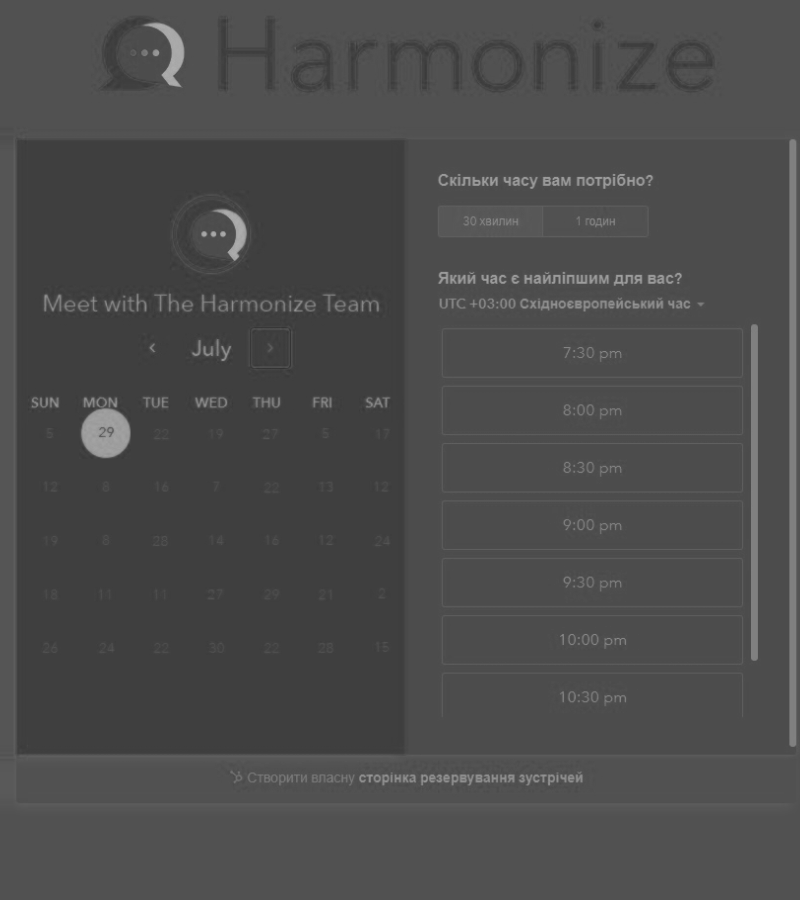 Harmonize
Meet with The Harmonize Team
July
SUN MON TUE WED THU FRI SAT
5 29 22 19 27 5 17
12 8 16 7 22 13 12
19 8 28 14 16 12 24
18 11 11 27 29 21 2
26 24 22 30 22 28 15
Скільки часу вам потрібно?
30 хвилин 1 годин
Який час є найліпшим для вас?
UTC +03:00 Східноєвропейський час
7:30 pm
8:00 pm
8:30 pm
9:00 pm
9:30 pm
10:00 pm
10:30 pm
Створити власну сторінка резервування зустрічей